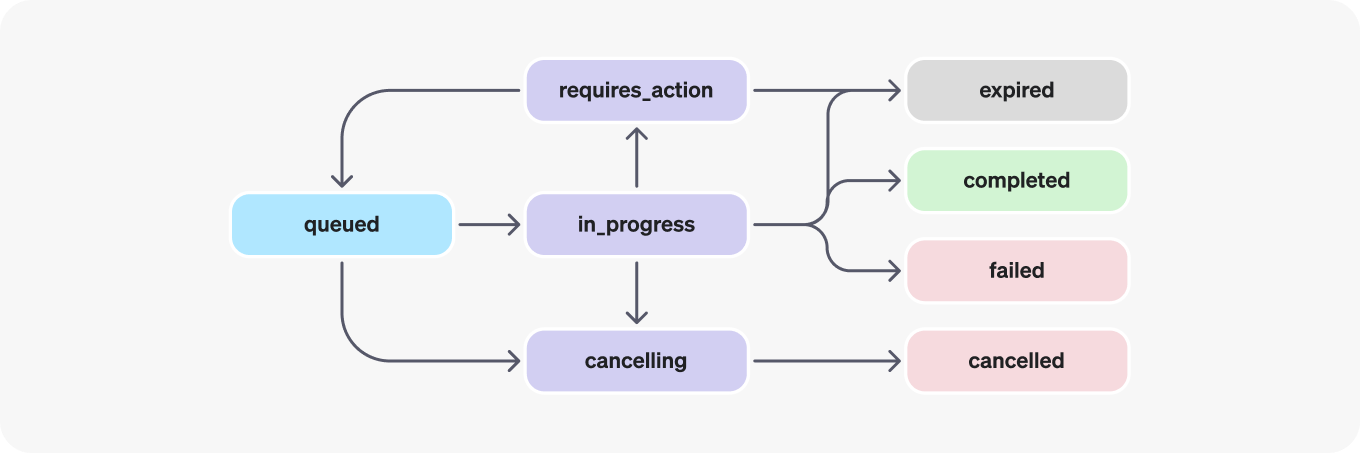 requires_action
expired
completed
queued
in_progress
failed
cancelling
cancelled